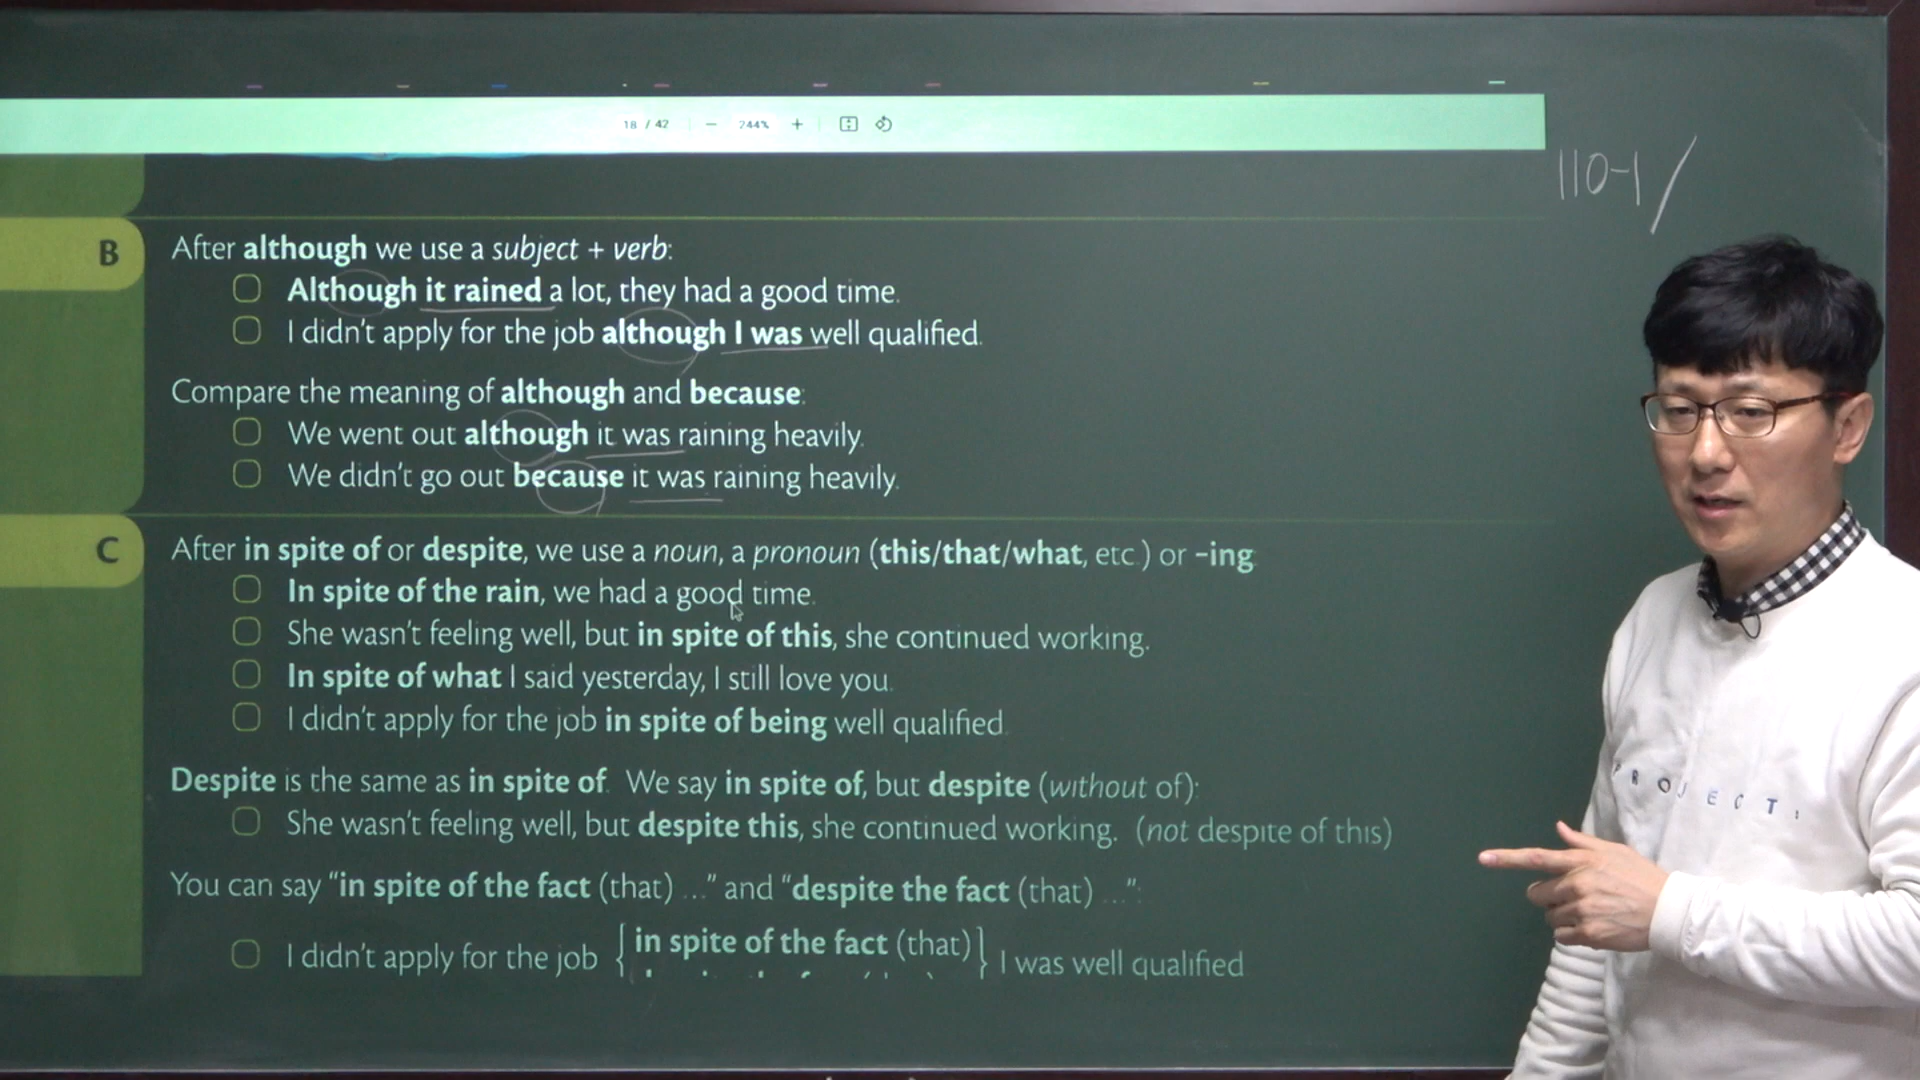 18 / 42 − 244% +
110-1 /
B After although we use a subject + verb:
Although it rained a lot, they had a good time.
I didn't apply for the job although I was well qualified.
Compare the meaning of although and because:
We went out although it was raining heavily.
We didn't go out because it was raining heavily.
C After in spite of or despite, we use a noun, a pronoun (this/that/what, etc.) or –ing:
In spite of the rain, we had a good time.
She wasn't feeling well, but in spite of this, she continued working.
In spite of what I said yesterday, I still love you.
I didn't apply for the job in spite of being well qualified.
Despite is the same as in spite of. We say in spite of, but despite (without of):
She wasn't feeling well, but despite this, she continued working. (not despite of this)
You can say “in spite of the fact (that) ...” and “despite the fact (that) ...”:
I didn't apply for the job { in spite of the fact (that) } I was well qualified
PROJECT: